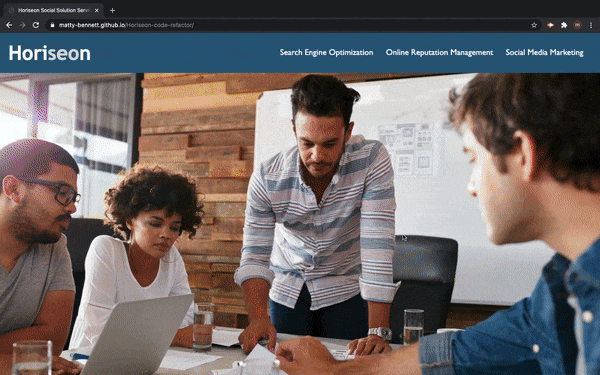 Horiseon Social Solution Servi
matty-bennett.github.io/Horiseon-code-refactor/
Horiseon
Search Engine Optimization Online Reputation Management Social Media Marketing